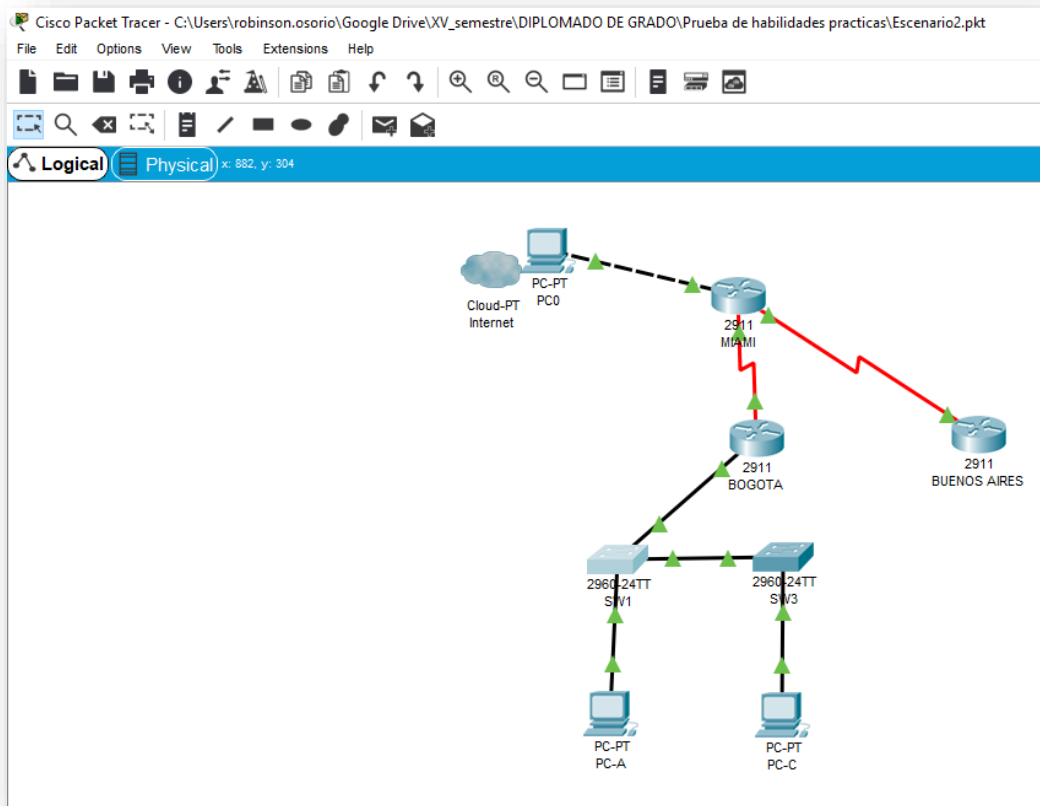 Cisco Packet Tracer - C:\Users\robinson.osorio\Google Drive\XV_semestre\DIPLOMADO DE GRADO\Prueba de habilidades practicas\Escenario2.pkt
File Edit Options View Tools Extensions Help
Logical Physical x: 882, y: 304
PC-PT
PC0
Cloud-PT
Internet
2911
MIAMI
2911
BOGOTA
2911
BUENOS AIRES
2960-24TT
SW1
2960-24TT
SW3
PC-PT
PC-A
PC-PT
PC-C